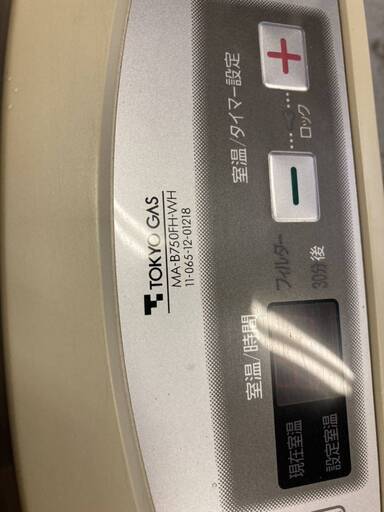 TOKYO GAS
MA-B750FH-WH
11-065-12-01218
室温/タイマー設定
ロック
フィルター
30分後
室温/時間
現在室温
設定室温